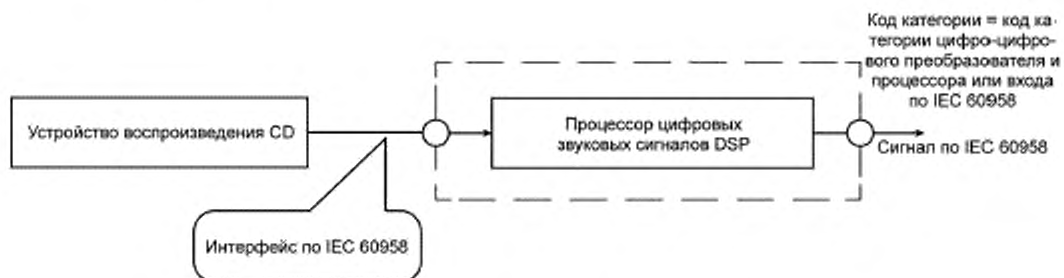 Код категории = код ка-
тегории цифро-цифро-
вого преобразователя и
процессора или входа
по IEC 60958
Устройство воспроизведения CD
Процессор цифровых
звуковых сигналов DSP
Сигнал по IEC 60958
Интерфейс по IEC 60958